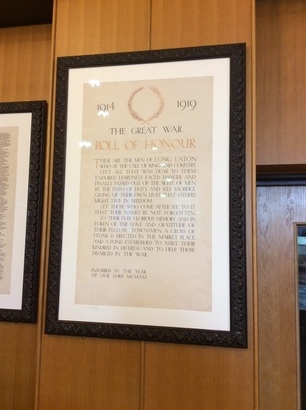 1914 1919
THE GREAT WAR
ROLL OF HONOUR
THESE ARE THE MEN OF LONG EATON
WHO AT THE CALL OF KING AND COUNTRY
LEFT ALL THAT WAS DEAR TO THEM
ENDURED HARDNESS FACED DANGER AND
FINALLY PASSED OUT OF THE SIGHT OF MEN
BY THE PATH OF DUTY AND SELF SACRIFICE
GIVING UP THEIR OWN LIVES THAT OTHERS
MIGHT LIVE IN FREEDOM
LET THOSE WHO COME AFTER SEE TO IT
THAT THEIR NAMES BE NOT FORGOTTEN
TO THEIR EVER GLORIOUS MEMORY AND IN
TOKEN OF THE LOVE AND GRATITUDE OF
THEIR FELLOW TOWNSMEN A CROSS OF
STONE IS ERECTED IN THE MARKET PLACE
AND A FUND ESTABLISHED TO ASSIST THEIR
KINDRED IN DISTRESS AND TO HELP THOSE
DISABLED IN THE WAR
INSCRIBED IN THE YEAR
OF OUR LORD